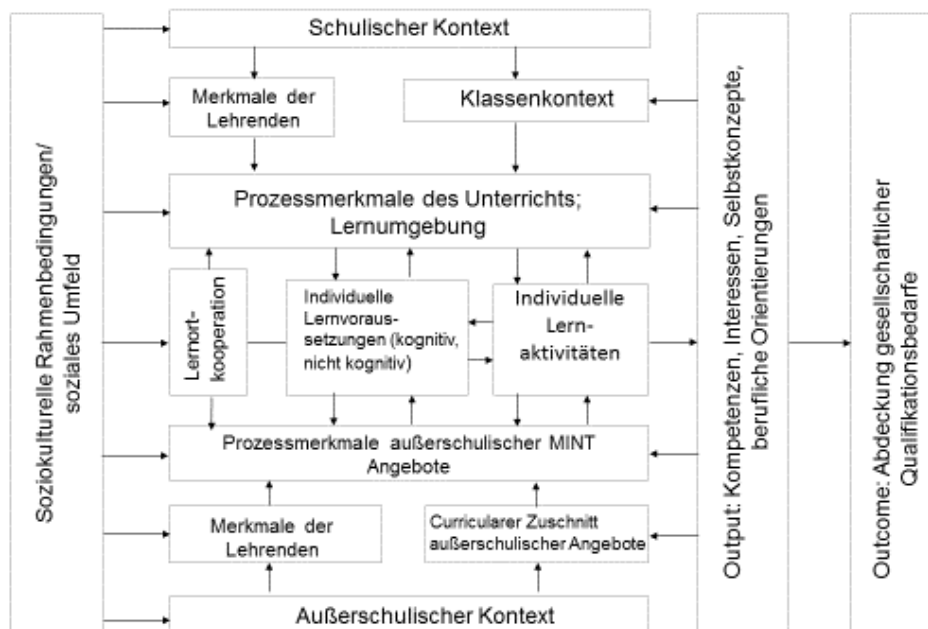 Soziokulturelle Rahmenbedingungen/
soziales Umfeld
Schulischer Kontext
Merkmale der
Lehrenden
Klassenkontext
Prozessmerkmale des Unterrichts;
Lernumgebung
Lernort-
kooperation
Individuelle
Lernvoraus-
setzungen (kognitiv,
nicht kognitiv)
Individuelle
Lern-
aktivitäten
Prozessmerkmale außerschulischer MINT
Angebote
Merkmale der
Lehrenden
Curricularer Zuschnitt
außerschulischer Angebote
Außerschulischer Kontext
Output: Kompetenzen, Interessen, Selbstkonzepte,
berufliche Orientierungen
Outcome: Abdeckung gesellschaftlicher
Qualifikationsbedarfe